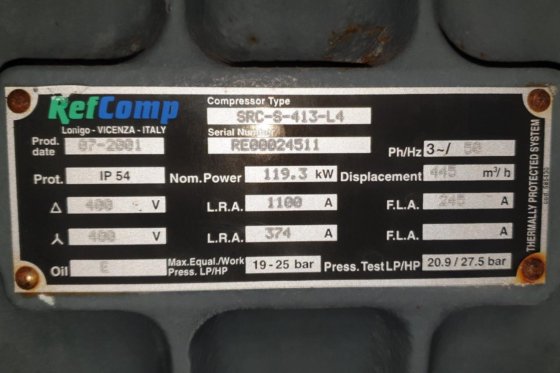 RefComp
Lonigo - VICENZA - ITALY
Compressor Type
SRC-S-413-L4
Serial Number
RE00024511
Prod. date 07-2001
Ph/Hz 3~/ 50
Prot. IP 54 Nom. Power 119.3 kW Displacement 445 m³/h
Δ 400 V L.R.A. 1100 A F.L.A. A
⅄ 400 V L.R.A. 374 A F.L.A. A
Oil Max.Equal./Work Press. LP/HP 19 - 25 bar Press. Test LP/HP 20.9 / 27.5 bar
THERMALLY PROTECTED SYSTEM